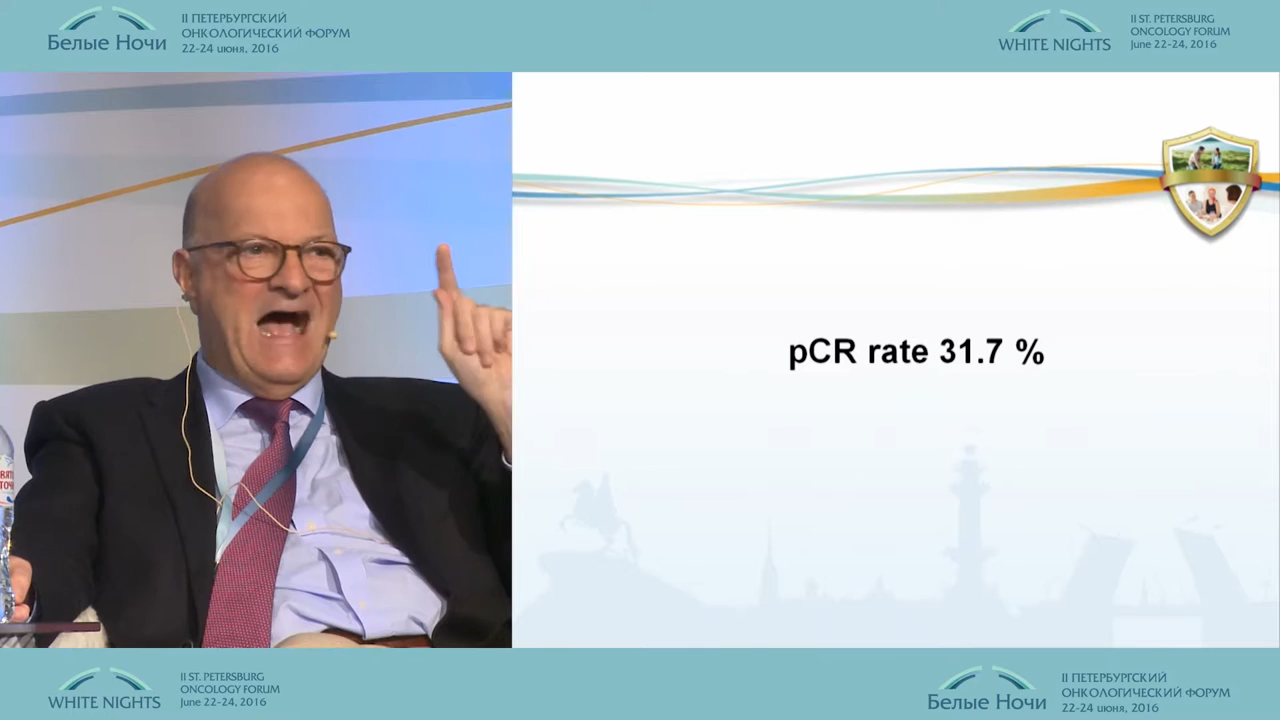 Белые Ночи
II ПЕТЕРБУРГСКИЙ
ОНКОЛОГИЧЕСКИЙ ФОРУМ
22-24 июня, 2016
WHITE NIGHTS
II ST. PETERSBURG
ONCOLOGY FORUM
June 22-24, 2016
pCR rate 31.7 %
WHITE NIGHTS
II ST. PETERSBURG
ONCOLOGY FORUM
June 22-24, 2016
Белые Ночи
II ПЕТЕРБУРГСКИЙ
ОНКОЛОГИЧЕСКИЙ ФОРУМ
22-24 июня, 2016